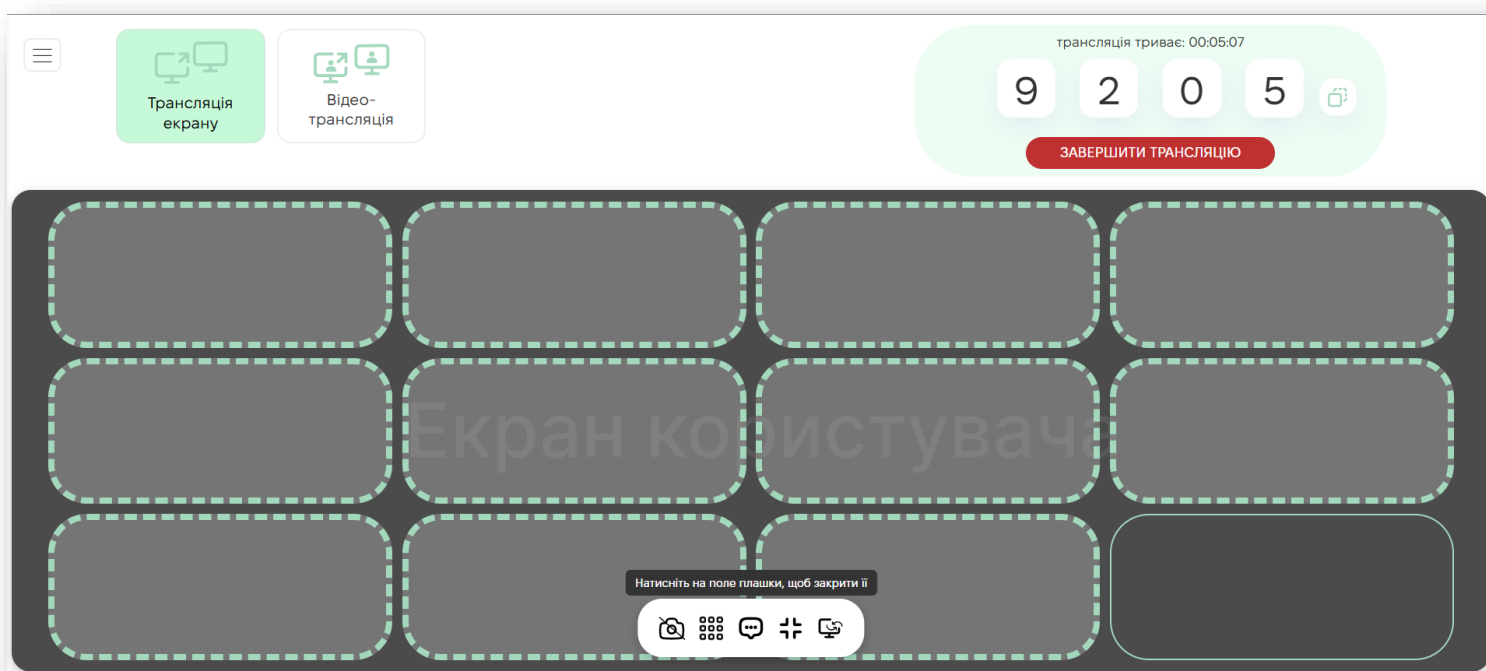 трансляція триває: 00:05:07
9 2 0 5
Трансляція
екрану
Відео-
трансляція
ЗАВЕРШИТИ ТРАНСЛЯЦІЮ
Екран користувача
Натисніть на поле плашки, щоб закрити її